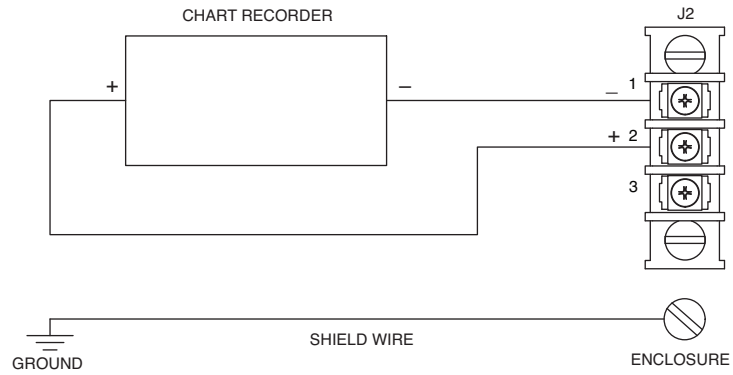 CHART RECORDER
J2
+
−
− 1
+ 2
3
SHIELD WIRE
GROUND
ENCLOSURE